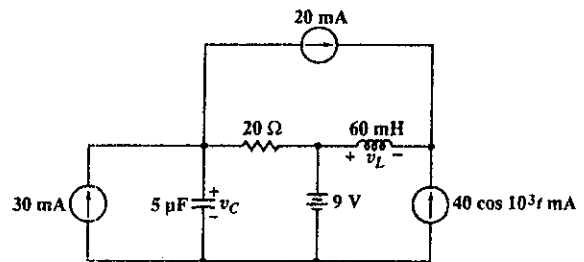 20 mA
20 Ω
60 mH
+ v_L −
30 mA
5 μF
+ v_C −
9 V
40 cos 10³t mA